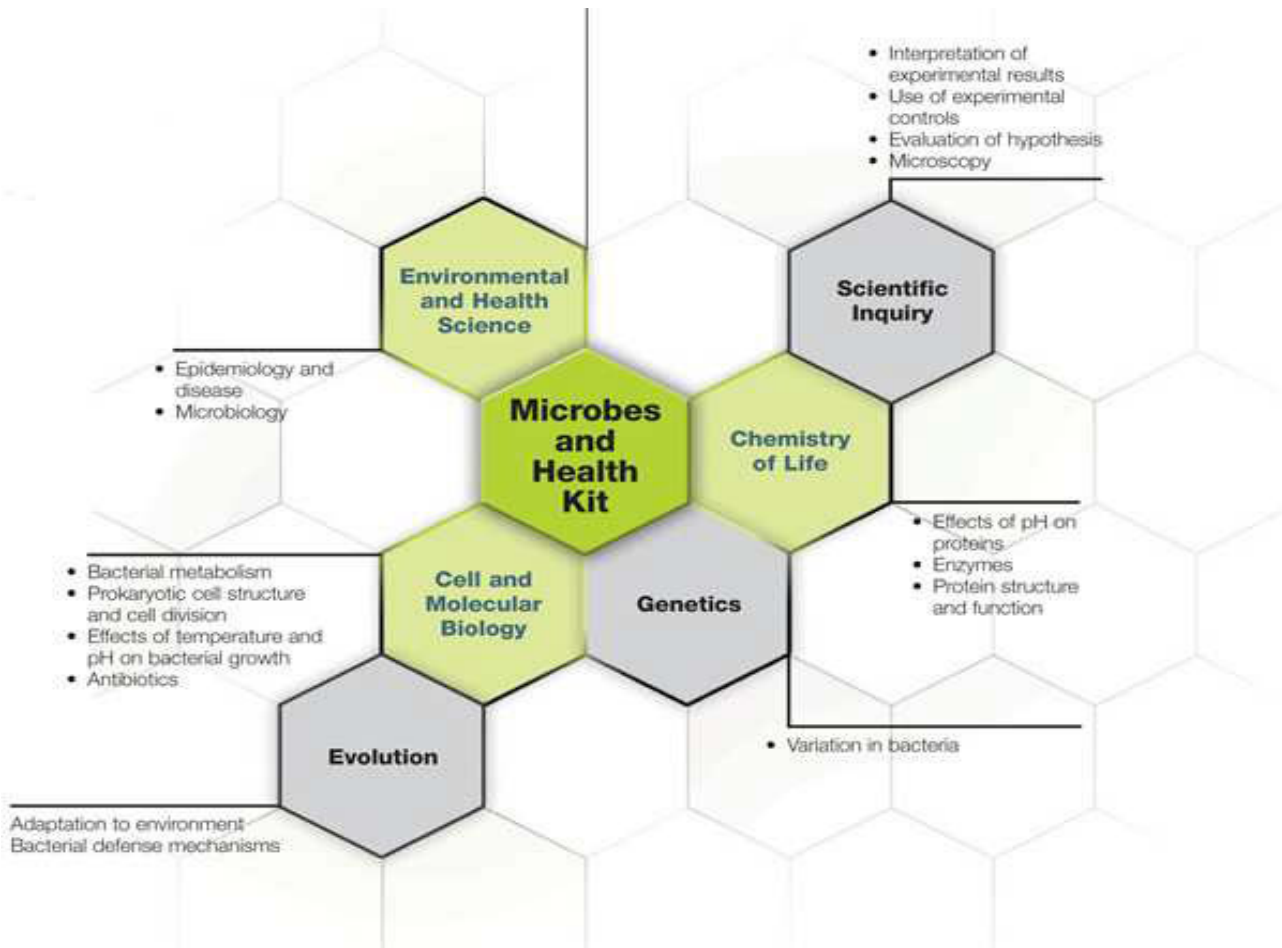 • Interpretation of
experimental results
• Use of experimental
controls
• Evaluation of hypothesis
• Microscopy
Environmental
and Health
Science
Scientific
Inquiry
• Epidemiology and
disease
• Microbiology
Microbes
and
Health
Kit
Chemistry
of Life
• Effects of pH on
proteins
• Enzymes
• Protein structure
and function
• Bacterial metabolism
• Prokaryotic cell structure
and cell division
• Effects of temperature and
pH on bacterial growth
• Antibiotics
Cell and
Molecular
Biology
Genetics
• Variation in bacteria
Evolution
Adaptation to environment
Bacterial defense mechanisms